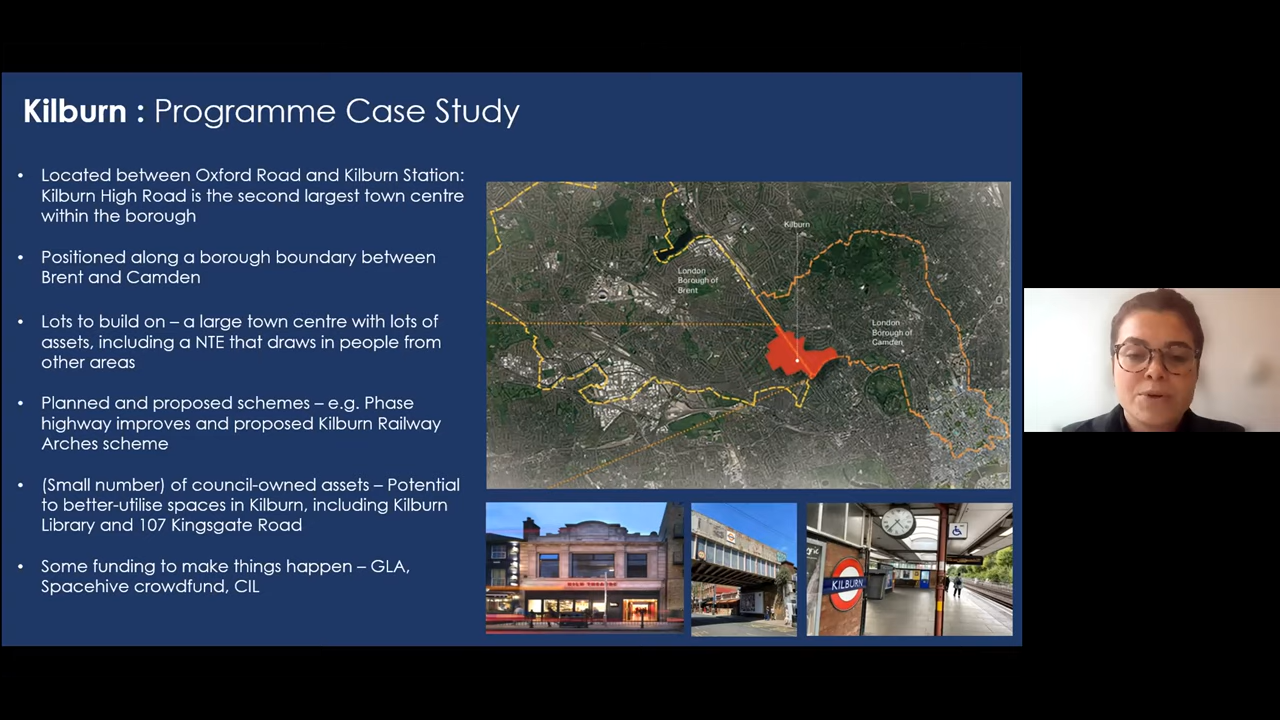 Kilburn : Programme Case Study
• Located between Oxford Road and Kilburn Station:
Kilburn High Road is the second largest town centre
within the borough
• Positioned along a borough boundary between
Brent and Camden
• Lots to build on – a large town centre with lots of
assets, including a NTE that draws in people from
other areas
• Planned and proposed schemes – e.g. Phase
highway improves and proposed Kilburn Railway
Arches scheme
• (Small number) of council-owned assets – Potential
to better-utilise spaces in Kilburn, including Kilburn
Library and 107 Kingsgate Road
• Some funding to make things happen – GLA,
Spacehive crowdfund, CIL
Kilburn
London
Borough of
Brent
London
Borough of
Camden
KILN THEATRE
KILBURN